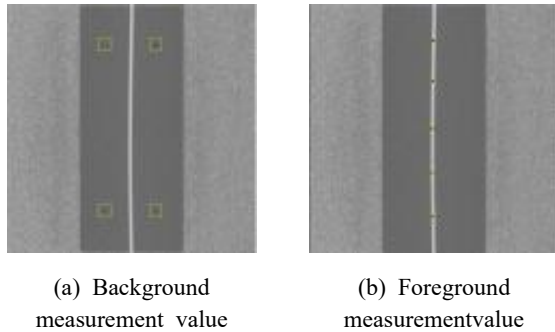 (a) Background
measurement value
(b) Foreground
measurementvalue